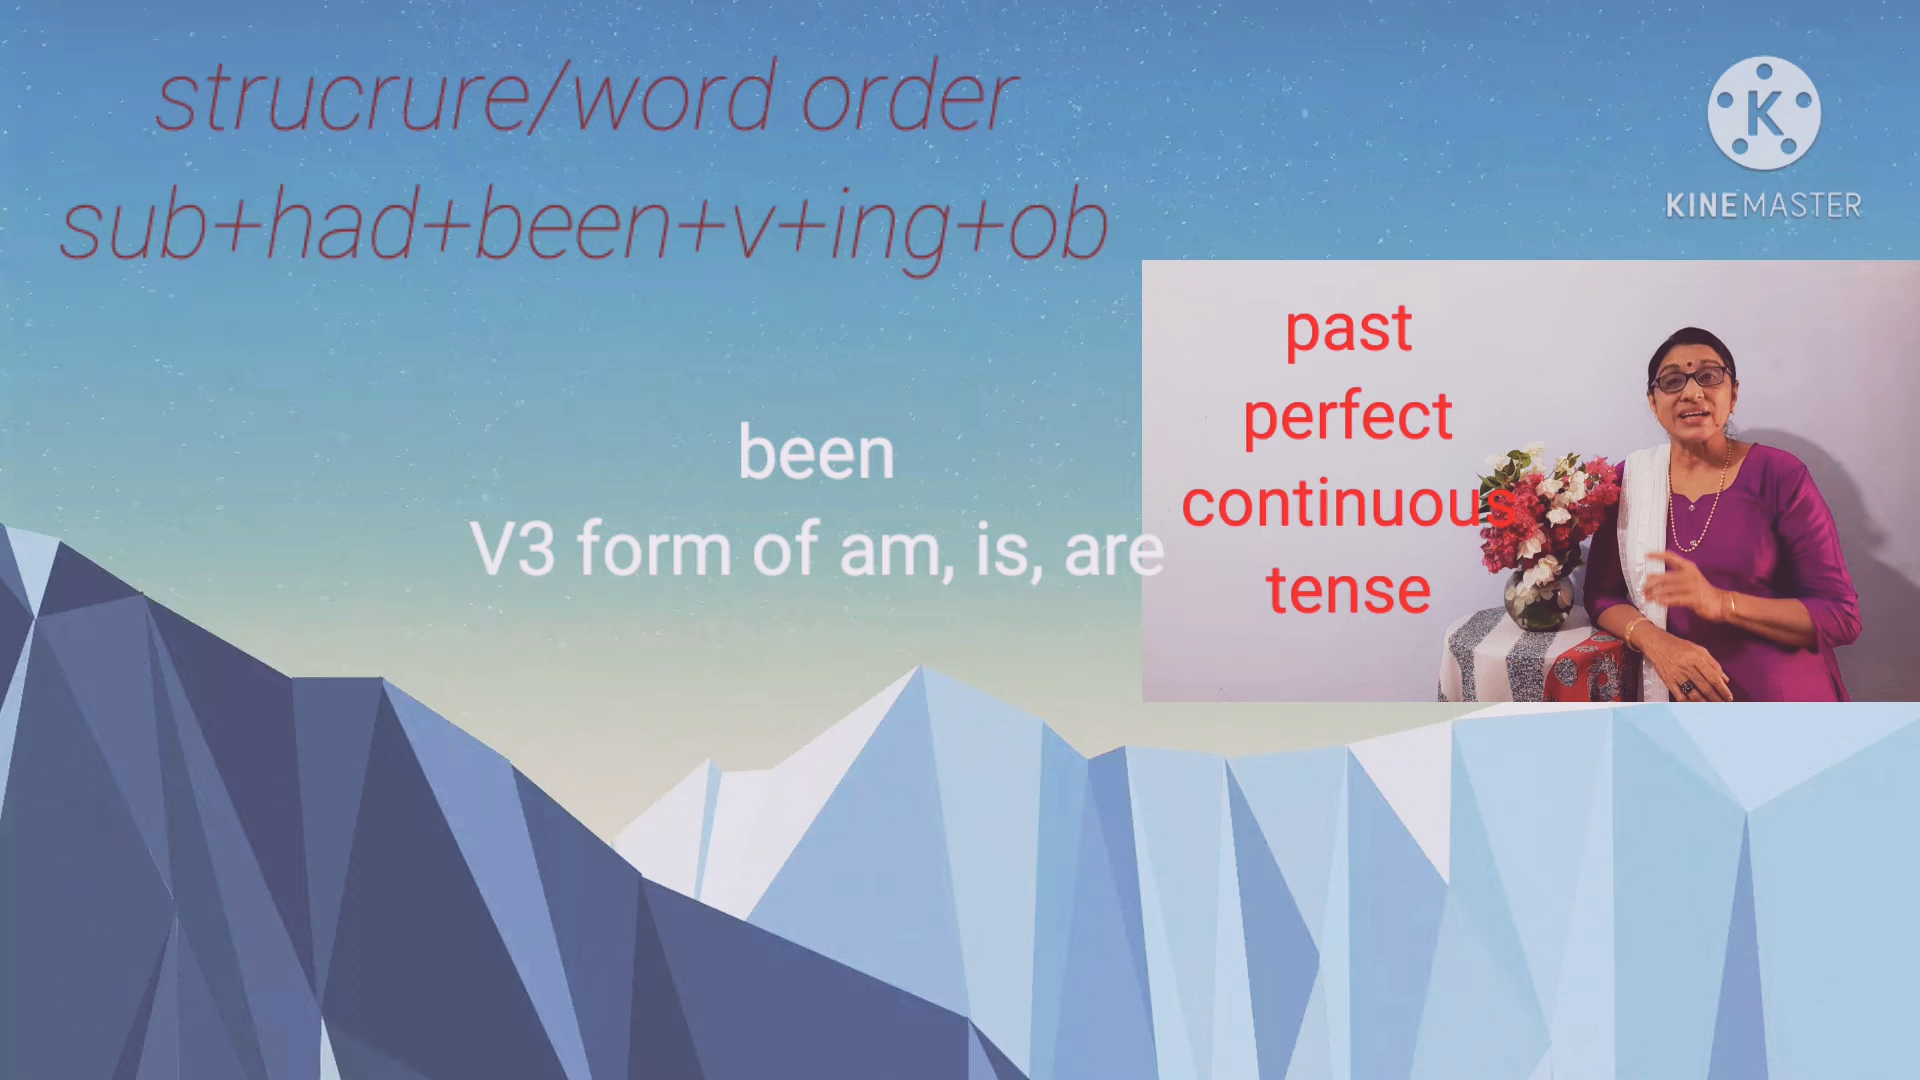 strucrure/word order
sub+had+been+v+ing+ob
K
KINEMASTER
past
perfect
continuous
tense
been
V3 form of am, is, are